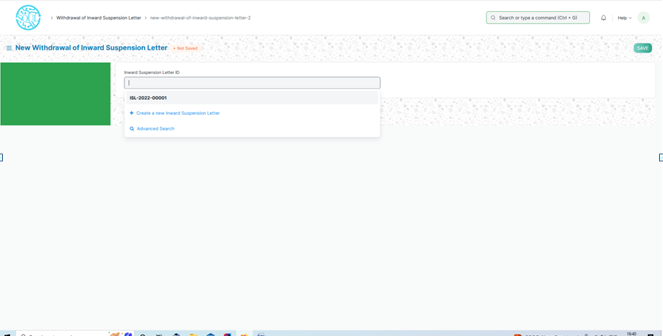 Withdrawal of Inward Suspension Letter
new-withdrawal-of-inward-suspension-letter-2
Search or type a command (Ctrl + G)
Help
A
New Withdrawal of Inward Suspension Letter
Not Saved
SAVE
Inward Suspension Letter ID
ISL-2022-00001
Create a new Inward Suspension Letter
Advanced Search